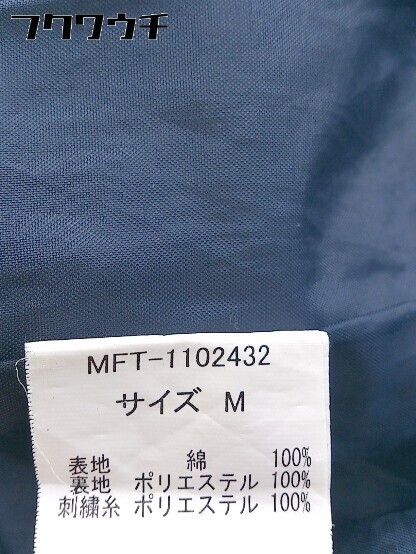 フクワウチ
MFT-1102432
サイズ M
表地 綿 100%
裏地 ポリエステル 100%
刺繍糸 ポリエステル 100%